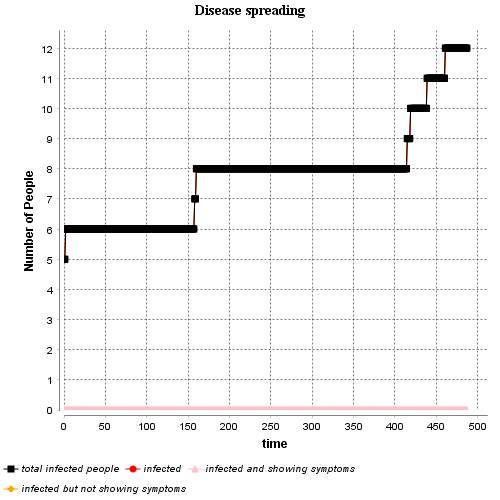 Disease spreading
12
11
10
9
8
7
6
5
4
3
2
1
0
Number of People
0 50 100 150 200 250 300 350 400 450 500
time
total infected people infected infected and showing symptoms
infected but not showing symptoms